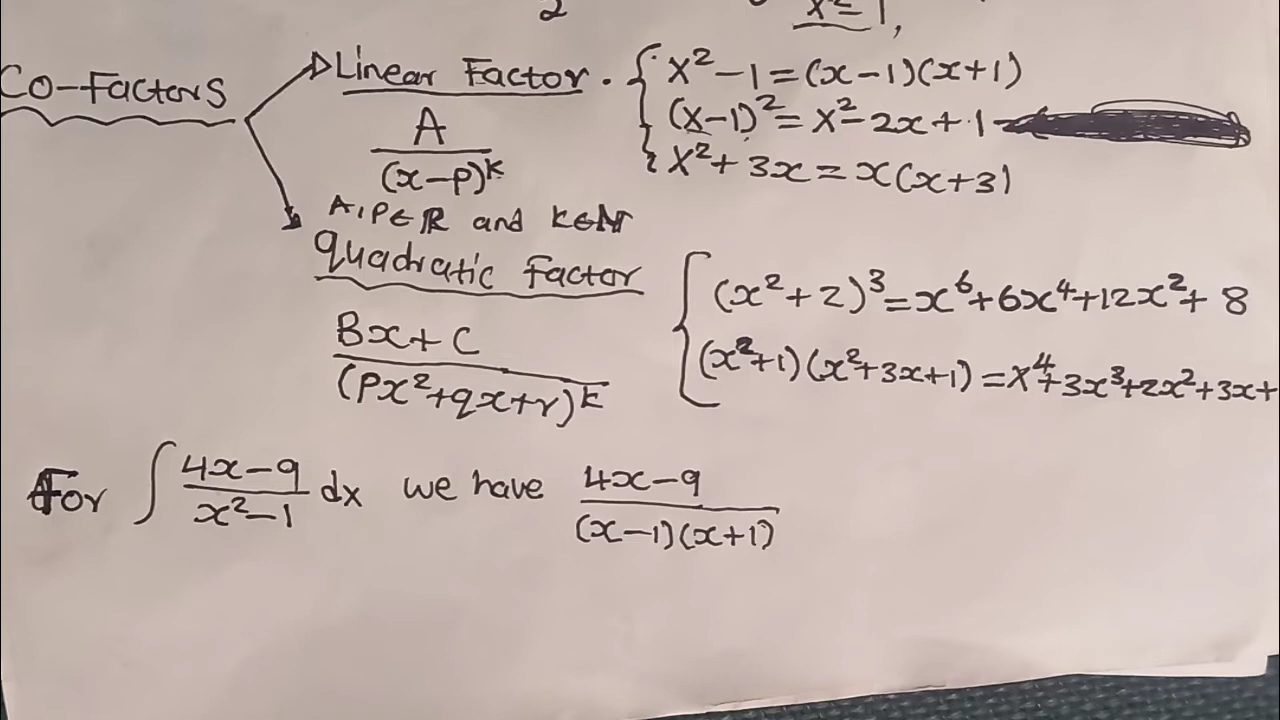 2
x²=1,
Co-Factors
Linear Factor. { x²-1=(x-1)(x+1)
A/(x-p)^k
(x-1)²=x²-2x+1
x²+3x=x(x+3)
A,p∈ℝ and k∈ℕ
quadratic factor
Bx+C/(px²+qx+r)^k
{ (x²+2)³=x⁶+6x⁴+12x²+8
(x²+1)(x²+3x+1)=x⁴+3x³+2x²+3x+
For ∫ 4x-9/x²-1 dx we have 4x-9/(x-1)(x+1)